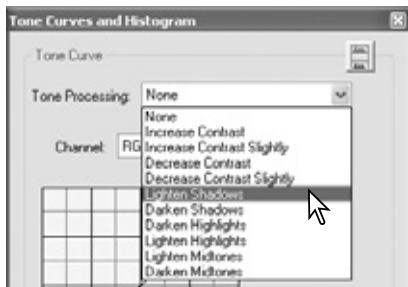 Tone Curves and Histogram
Tone Curve
Tone Processing: None
None
Increase Contrast
Channel: RG Increase Contrast Slightly
Decrease Contrast
Decrease Contrast Slightly
Lighten Shadows
Darken Shadows
Darken Highlights
Lighten Highlights
Lighten Midtones
Darken Midtones